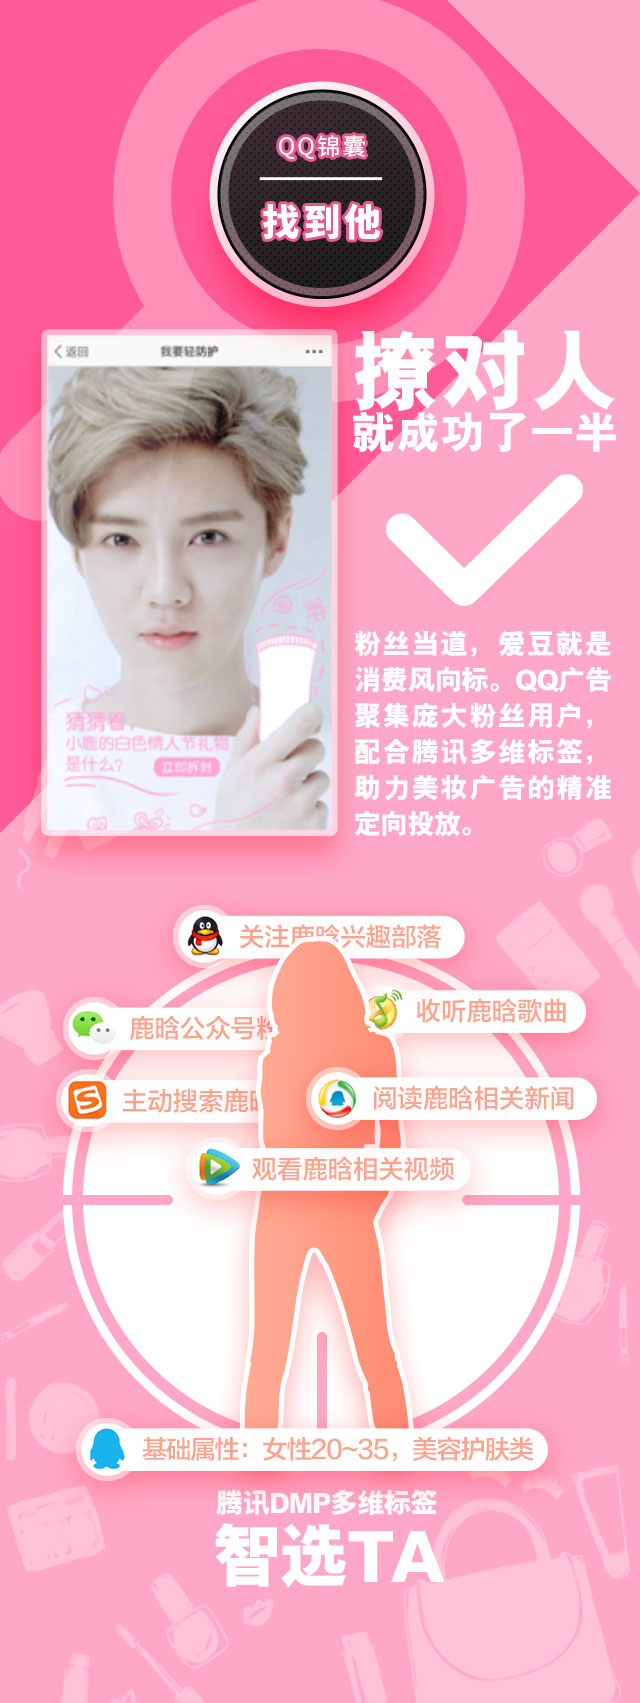 QQ锦囊
找到他
返回
我要轻防护
撩对人
就成功了一半
猜猜看,
小鹿的白色情人节礼物
是什么?
立即拆封
粉丝当道，爱豆就是
消费风向标。QQ广告
聚集庞大粉丝用户，
配合腾讯多维标签，
助力美妆广告的精准
定向投放。
关注鹿晗兴趣部落
收听鹿晗歌曲
鹿晗公众号粉
主动搜索鹿晗
阅读鹿晗相关新闻
观看鹿晗相关视频
基础属性：女性20~35，美容护肤类
腾讯DMP多维标签
智选TA